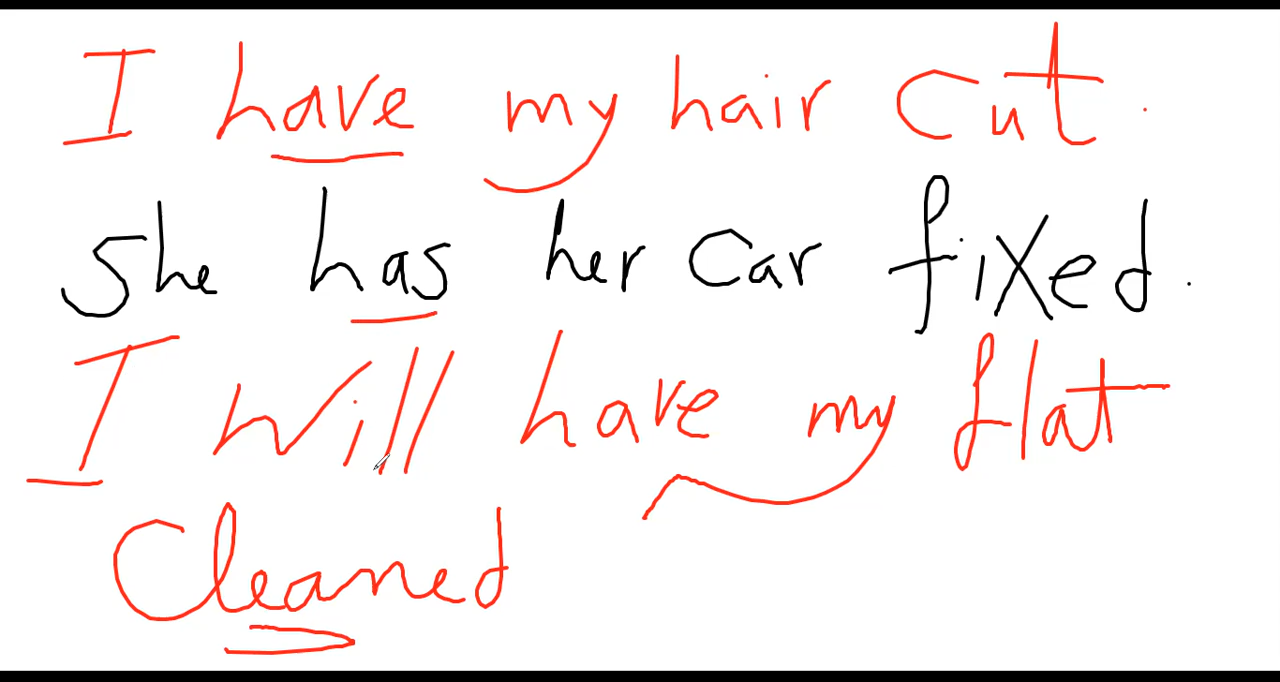 I have my hair cut.
She has her car fixed.
I will have my flat
cleaned